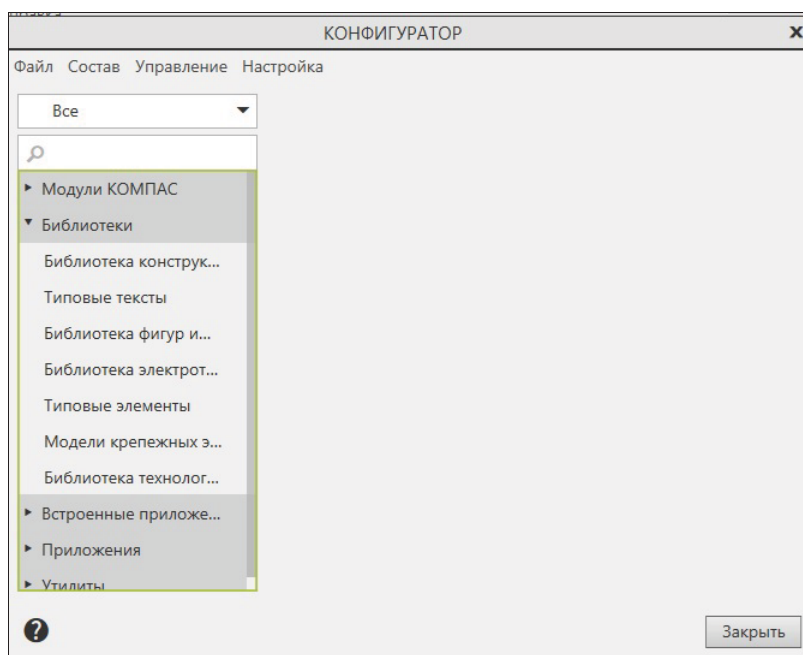 КОНФИГУРАТОР
Файл Состав Управление Настройка
Все
Модули КОМПАС
Библиотеки
Библиотека конструк...
Типовые тексты
Библиотека фигур и...
Библиотека электрот...
Типовые элементы
Модели крепежных э...
Библиотека технолог...
Встроенные приложе...
Приложения
Утилиты
Закрыть